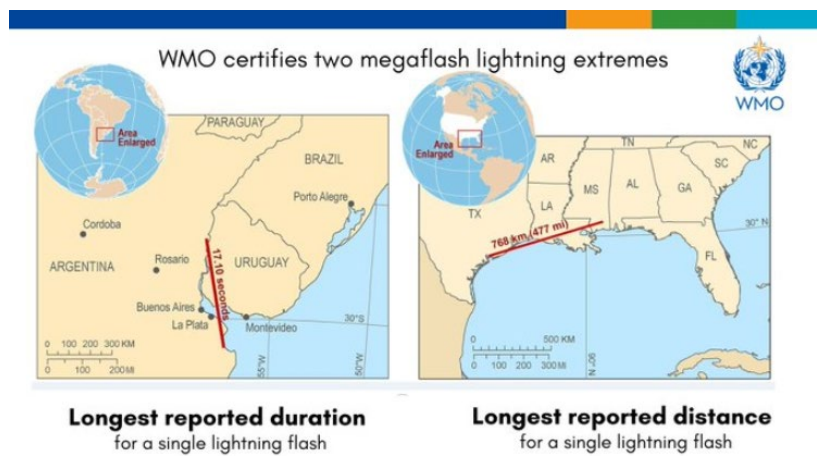 WMO certifies two megaflash lightning extremes
WMO
Area
Enlarged
PARAGUAY
BRAZIL
Porto Alegre
Cordoba
ARGENTINA
Rosario
URUGUAY
17.10 seconds
Buenos Aires
La Plata
Montevideo
30°S
55°W
50°W
0 100 200 300 KM
0 100 200 MI
Area
Enlarged
TN
NC
AR
SC
MS
AL
GA
LA
TX
768 km (477 mi)
30° N
FL
0 500 KM
0 100 200 300 MI
90° N
Longest reported duration
for a single lightning flash
Longest reported distance
for a single lightning flash